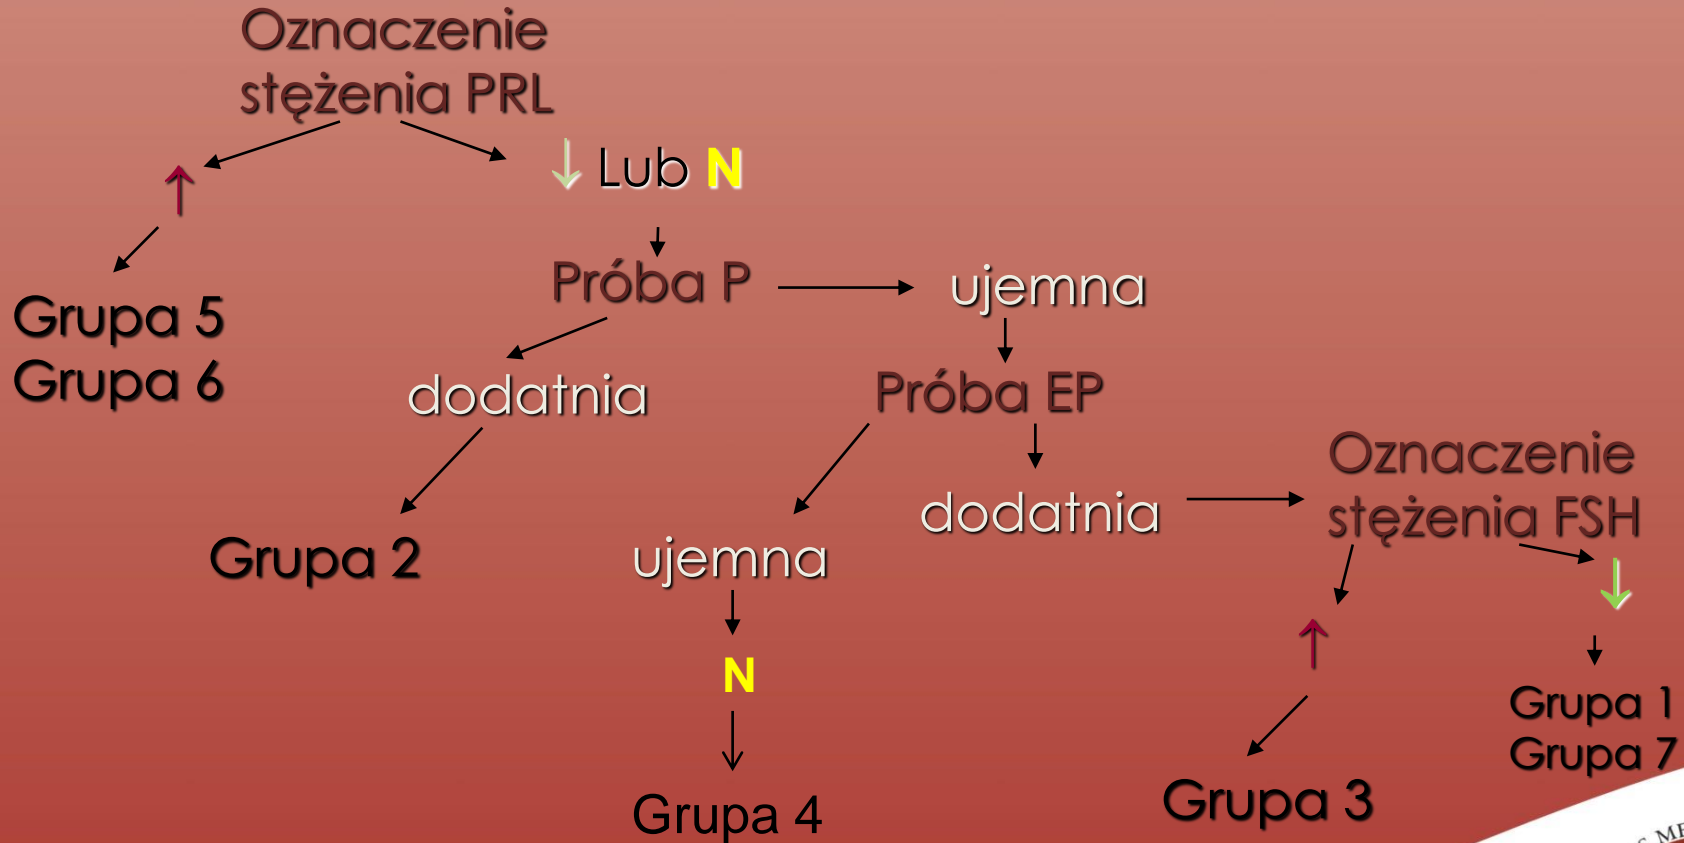 Oznaczenie
stężenia PRL
↑
↓ Lub N
Grupa 5
Grupa 6
Próba P
ujemna
dodatnia
Próba EP
Grupa 2
ujemna
dodatnia
Oznaczenie
stężenia FSH
N
↑
↓
Grupa 4
Grupa 3
Grupa 1
Grupa 7